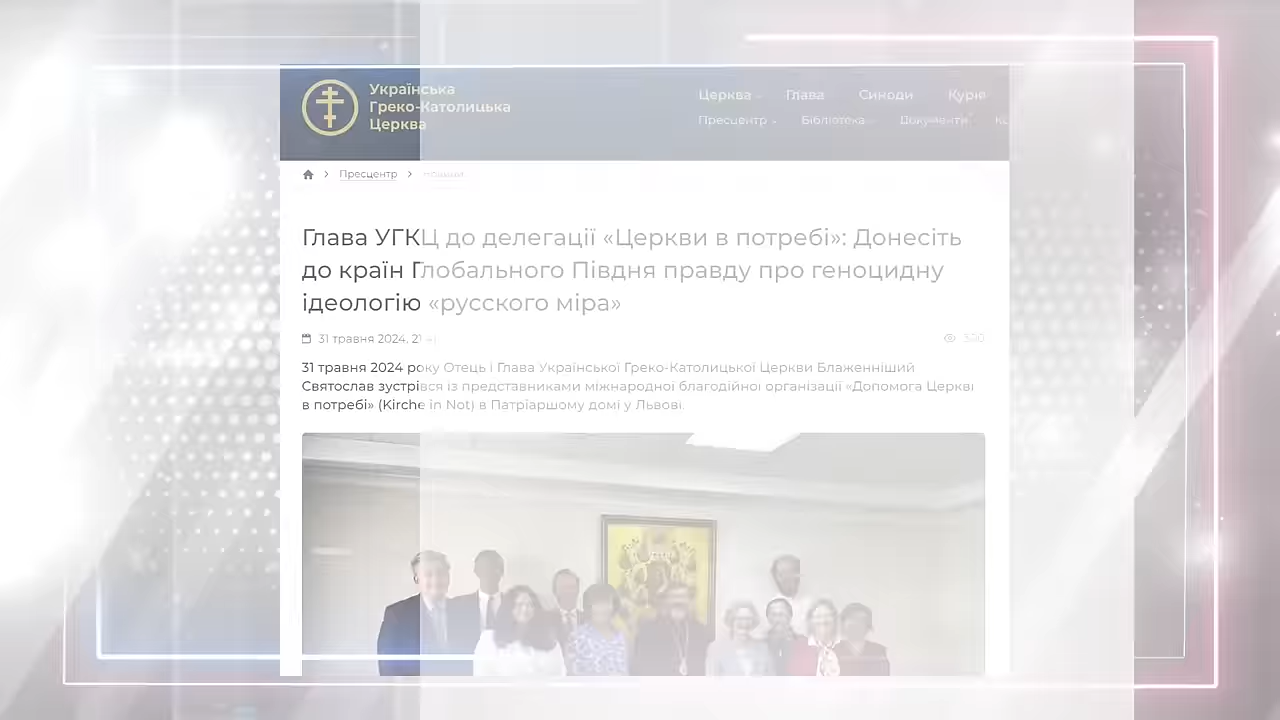 Українська
Греко-Католицька
Церква
Церква Глава Синоди Курія
Пресцентр Бібліотека Документи
Пресцентр Новини
Глава УГКЦ до делегації «Церкви в потребі»: Донесіть
до країн Глобального Півдня правду про геноцидну
ідеологію «русского міра»
31 травня 2024,
31 травня 2024 року Отець і Глава Української Греко-Католицької Церкви Блаженніший
Святослав зустрівся із представниками міжнародної благодійної організації «Допомога Церкві
в потребі» (Kirche in Not) в Патріаршому домі у Львові.